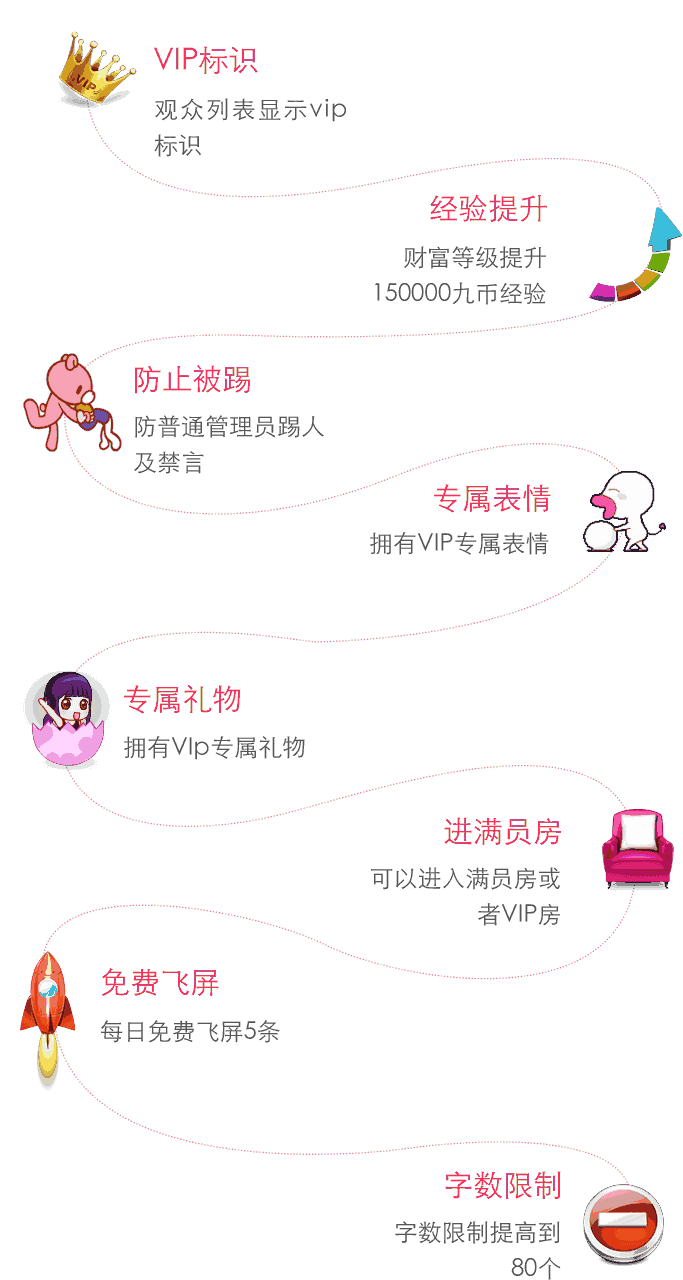 VIP
VIP标识
观众列表显示vip
标识
经验提升
财富等级提升
150000九币经验
防止被踢
防普通管理员踢人
及禁言
专属表情
拥有VIP专属表情
专属礼物
拥有VIp专属礼物
进满员房
可以进入满员房或
者VIP房
免费飞屏
每日免费飞屏5条
字数限制
字数限制提高到
80个